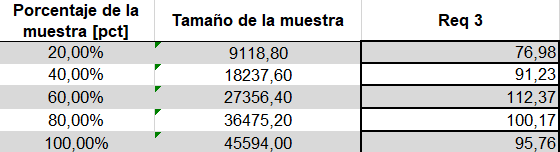 Porcentaje de la muestra [pct] Tamaño de la muestra Req 3
20,00% 9118,80 76,98
40,00% 18237,60 91,23
60,00% 27356,40 112,37
80,00% 36475,20 100,17
100,00% 45594,00 95,76